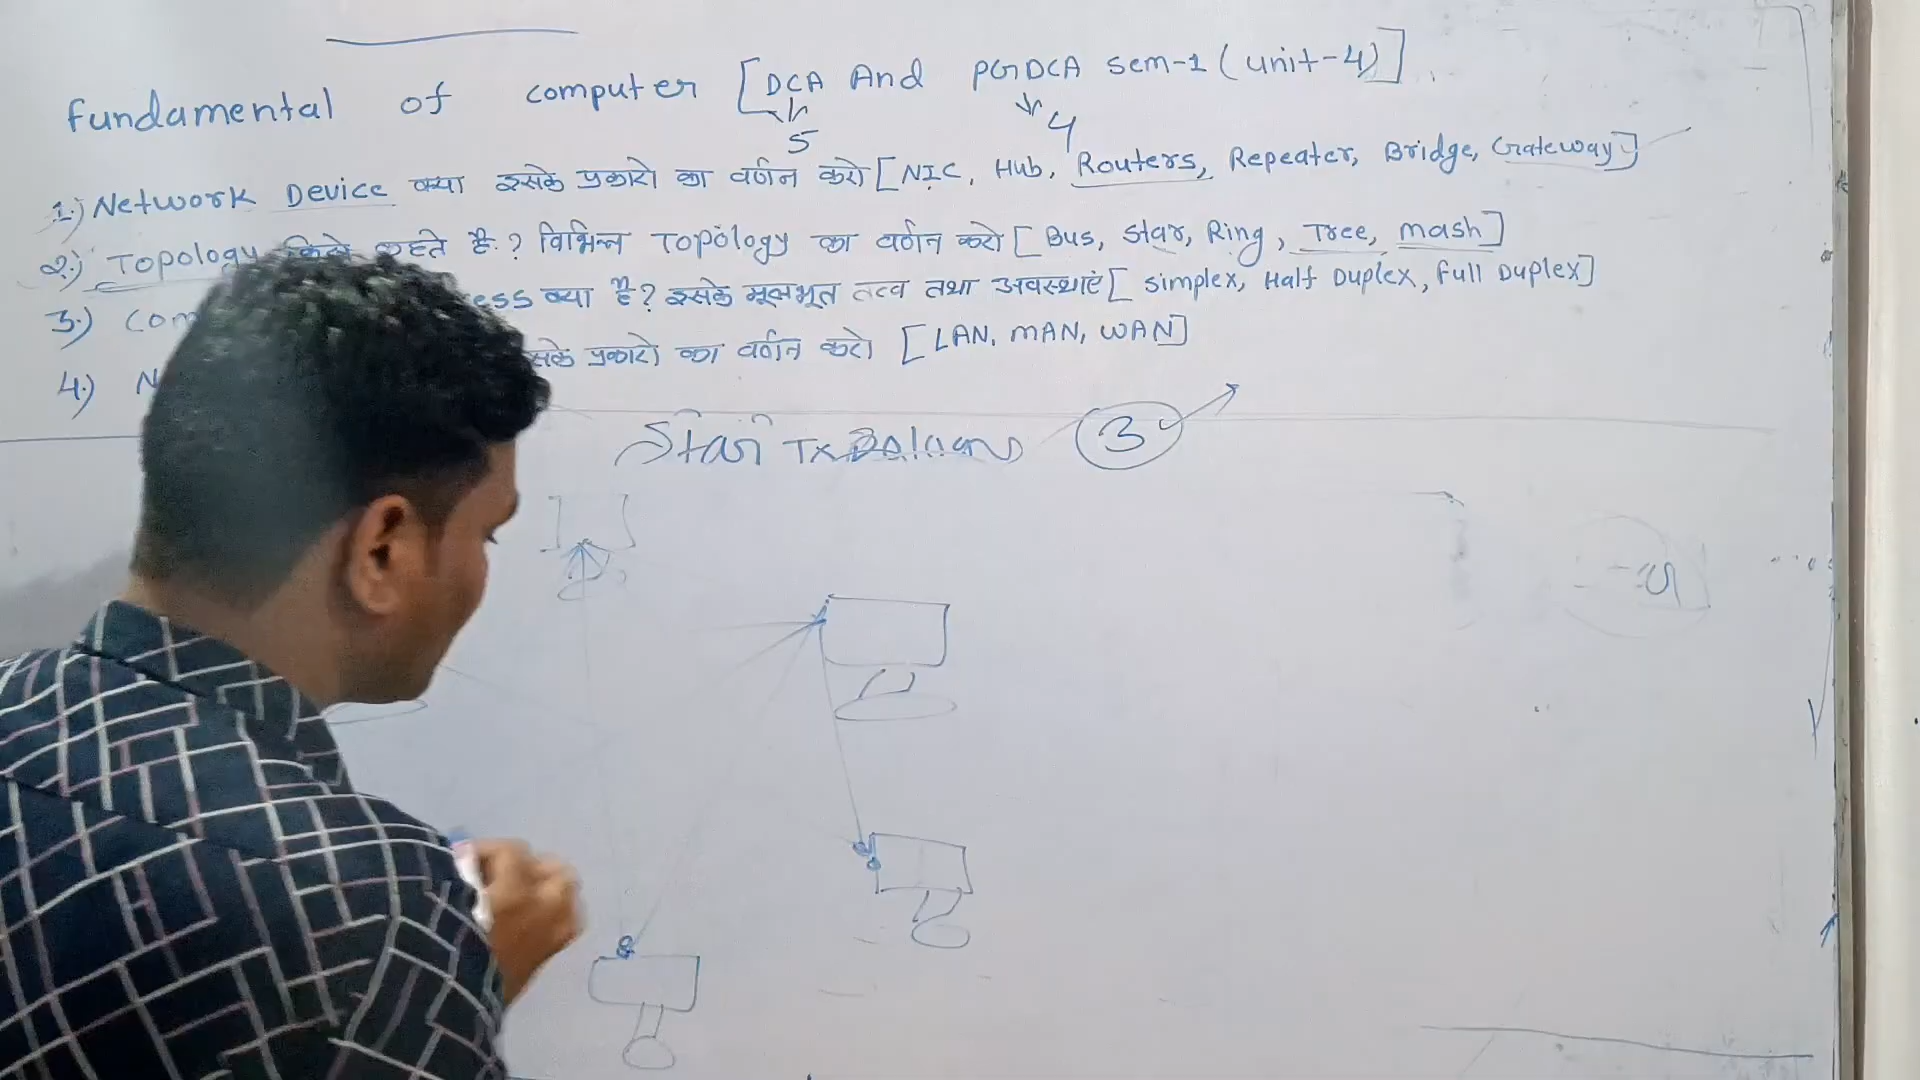 fundamental of computer [DCA And PGDCA sem-1 (unit-4)]
5 4
1.) Network Device क्या इसके प्रकारो का वर्णन करो [NIC, Hub, Routers, Repeater, Bridge, Gateway]
2.) Topology किसे कहते है ? विभिन्न Topology का वर्णन करो [Bus, Star, Ring, Tree, mash]
3.) Com ess क्या है ? इसके मूलभूत तत्व तथा अवस्थाएं [simplex, Half Duplex, full Duplex]
4.) N सके प्रकारो का वर्णन करो [LAN, MAN, WAN]
Star 3